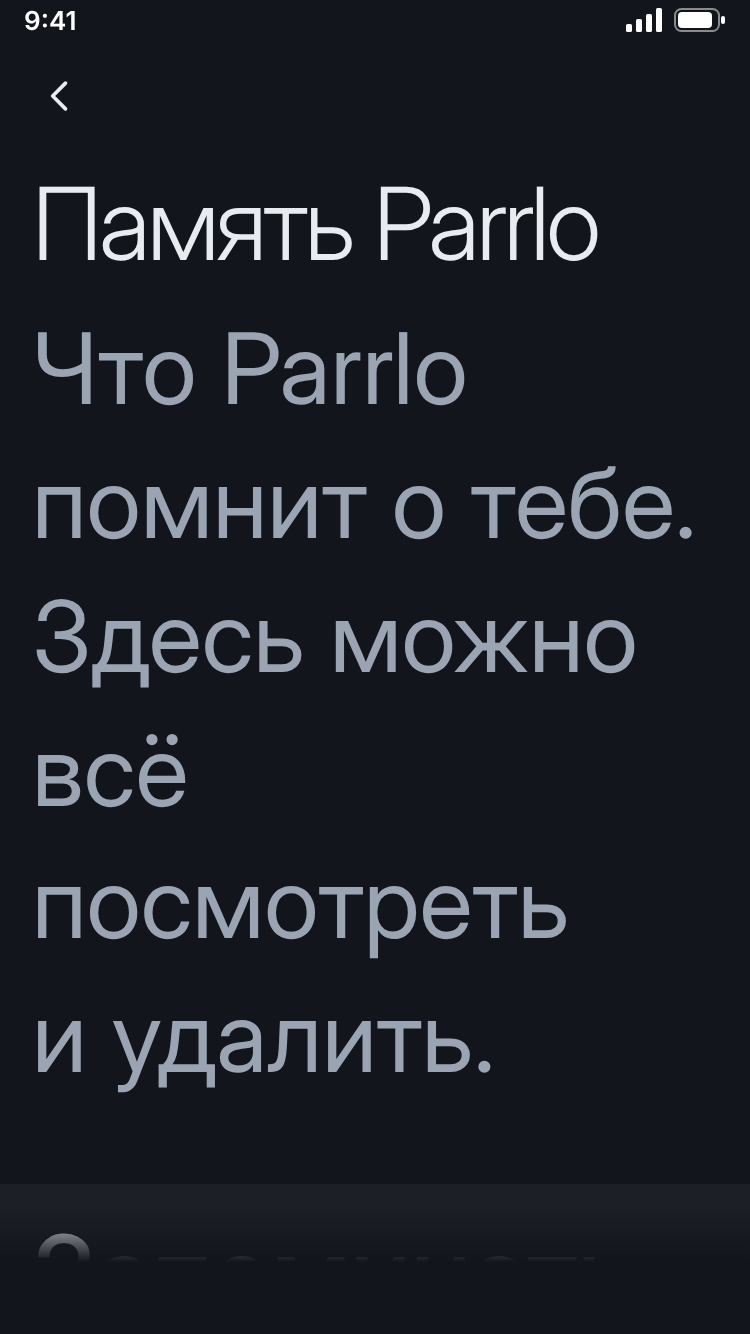 9:41
Память Parrlo
Что Parrlo
помнит о тебе.
Здесь можно
всё
посмотреть
и удалить.